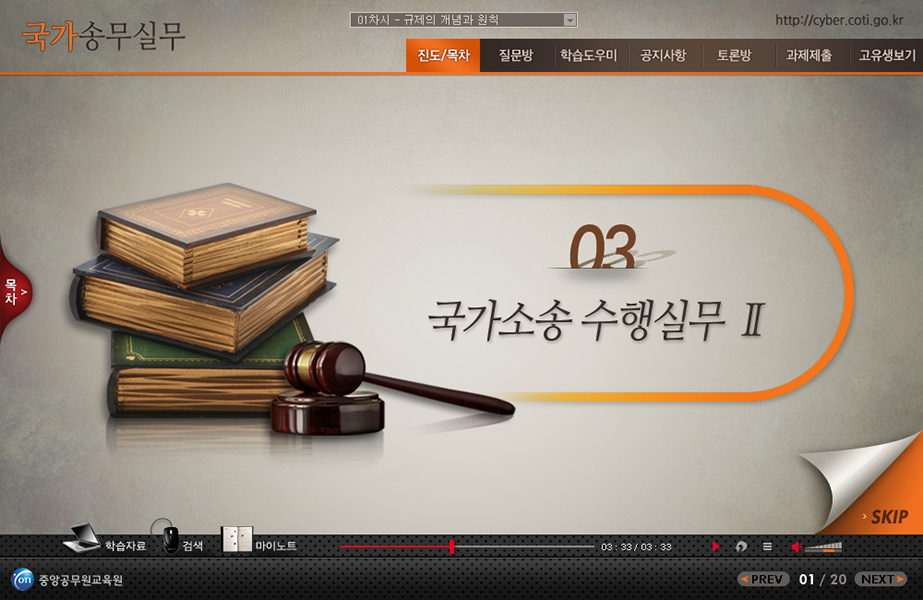 국가송무실무
01차시 - 규제의 개념과 원칙
http://cyber.coti.go.kr
진도/목차 질문방 학습도우미 공지사항 토론방 과제제출 고유생보기
03
국가소송 수행실무 Ⅱ
목차 >
SKIP
학습자료 검색 마이노트
03 : 33 / 03 : 33
COTI 중앙공무원교육원
PREV 01 / 20 NEXT